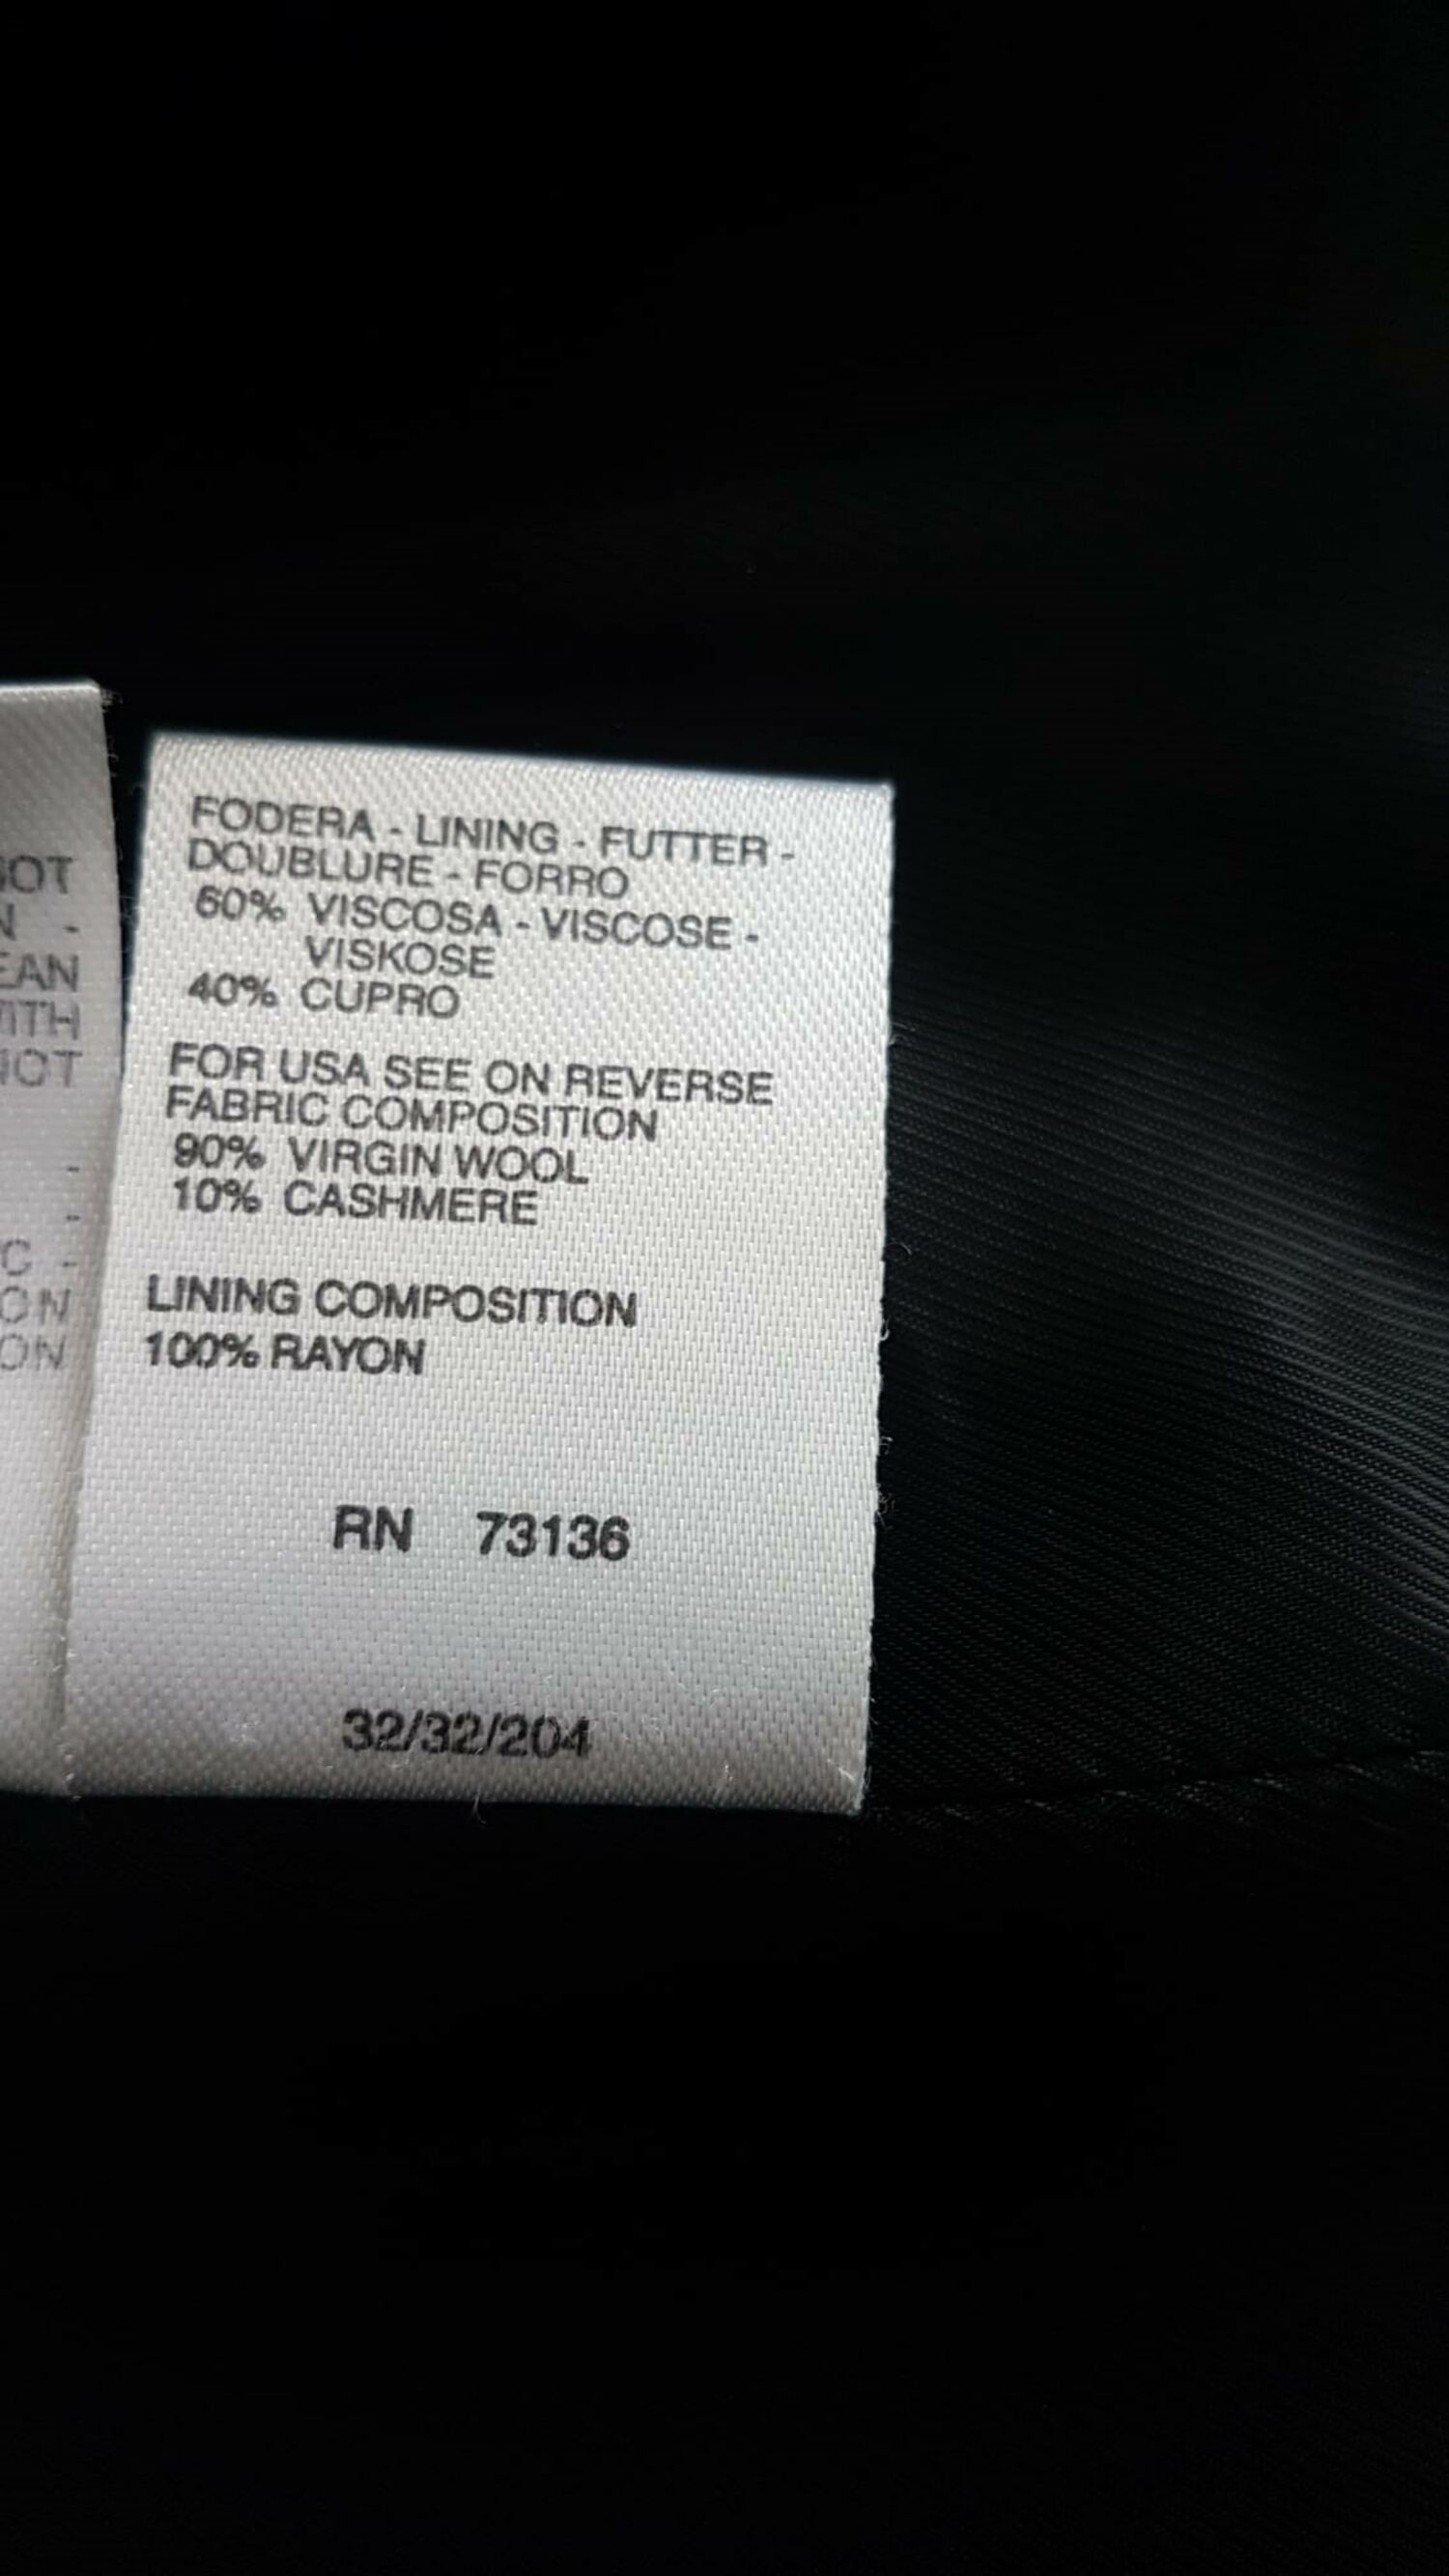 FODERA - LINING - FUTTER -
DOUBLURE - FORRO
60% VISCOSA - VISCOSE -
VISKOSE
40% CUPRO
FOR USA SEE ON REVERSE
FABRIC COMPOSITION
90% VIRGIN WOOL
10% CASHMERE
LINING COMPOSITION
100% RAYON
RN 73136
32/32/204